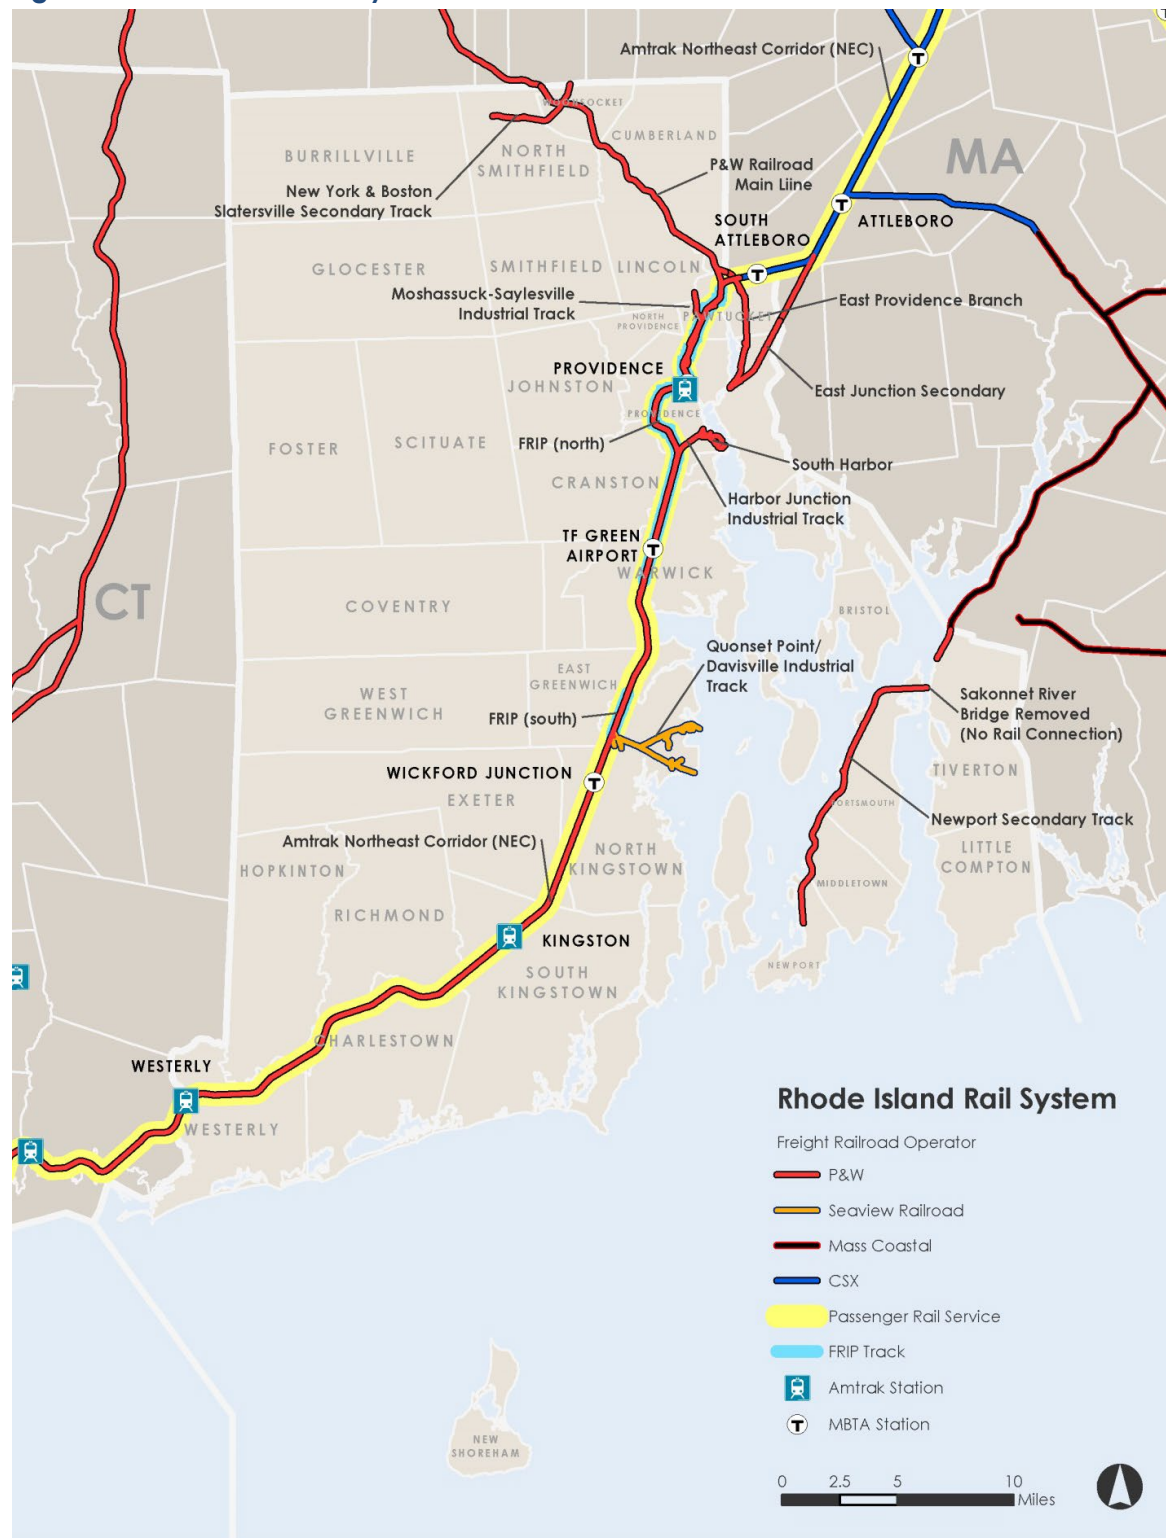 Amtrak Northeast Corridor (NEC)
WOONSOCKET
CUMBERLAND
MA
BURRILLVILLE
NORTH
SMITHFIELD
P&W Railroad
Main Liine
New York & Boston
Slatersville Secondary Track
SOUTH
ATTLEBORO
ATTLEBORO
GLOCESTER
SMITHFIELD
LINCOLN
Moshassuck-Saylesville
Industrial Track
East Providence Branch
NORTH
PROVIDENCE
PAWTUCKET
PROVIDENCE
JOHNSTON
East Junction Secondary
PROVIDENCE
FOSTER
SCITUATE
FRIP (north)
South Harbor
CRANSTON
Harbor Junction
Industrial Track
TF GREEN
AIRPORT
WARWICK
CT
COVENTRY
BRISTOL
Quonset Point/
Davisville Industrial
Track
EAST
GREENWICH
WEST
GREENWICH
Sakonnet River
Bridge Removed
(No Rail Connection)
FRIP (south)
WICKFORD JUNCTION
TIVERTON
EXETER
PORTSMOUTH
Newport Secondary Track
Amtrak Northeast Corridor (NEC)
NORTH
KINGSTOWN
LITTLE
COMPTON
HOPKINTON
MIDDLETOWN
RICHMOND
KINGSTON
SOUTH
KINGSTOWN
NEWPORT
CHARLESTOWN
WESTERLY
WESTERLY
Rhode Island Rail System
Freight Railroad Operator
P&W
Seaview Railroad
Mass Coastal
CSX
Passenger Rail Service
FRIP Track
Amtrak Station
T MBTA Station
NEW
SHOREHAM
0 2.5 5 10
Miles